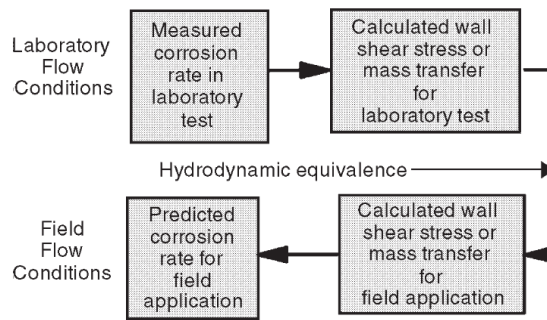 Laboratory
Flow
Conditions
Measured
corrosion
rate in
laboratory
test
Calculated wall
shear stress or
mass transfer
for
laboratory test
Hydrodynamic equivalence
Field
Flow
Conditions
Predicted
corrosion
rate for
field
application
Calculated wall
shear stress or
mass transfer
for
field application